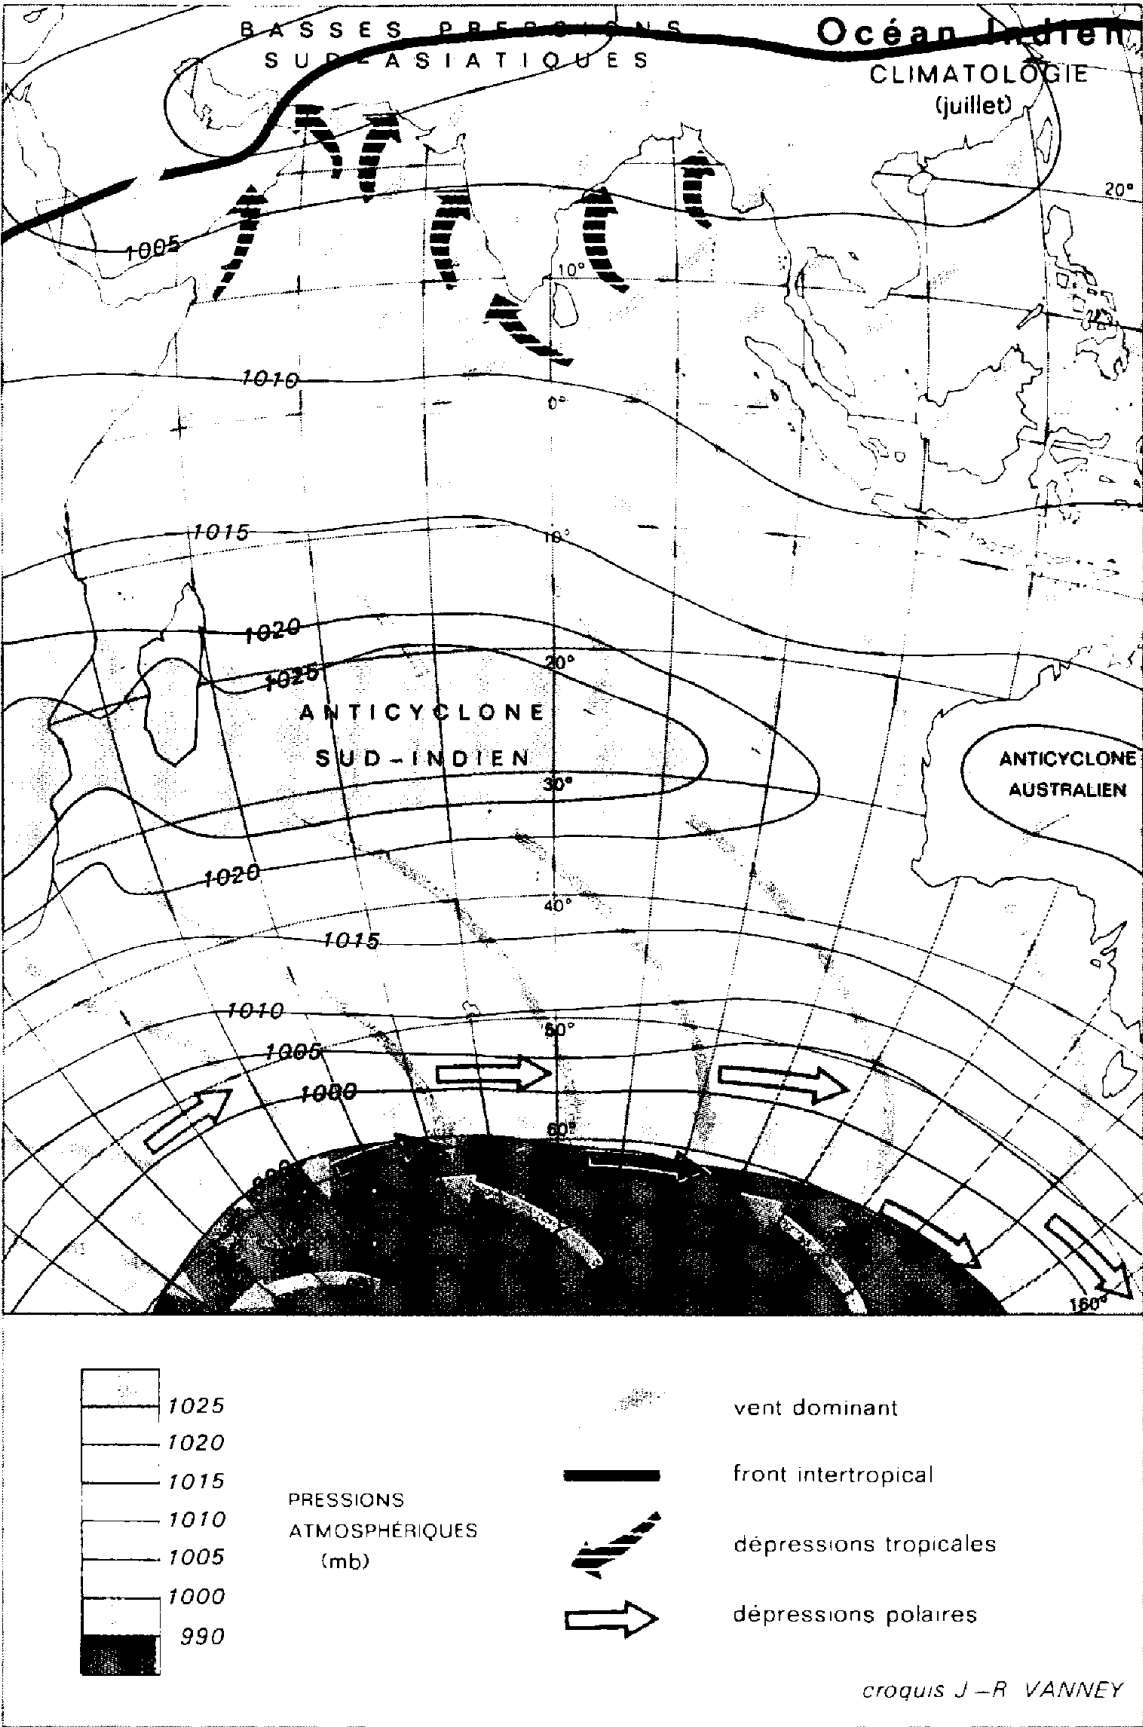 BASSES PRESSIONS
SUD-ASIATIQUES
Océan Indien
CLIMATOLOGIE
(juillet)
20°
1005
10°
1010
0°
1015
10°
1020
20°
1025
ANTICYCLONE
SUD-INDIEN
30°
ANTICYCLONE
AUSTRALIEN
1020
40°
1015
1010
50°
1005
1000
60°
160°
1025
1020
1015
1010
1005
1000
990
PRESSIONS
ATMOSPHÉRIQUES
(mb)
vent dominant
front intertropical
dépressions tropicales
dépressions polaires
croquis J-R VANNEY